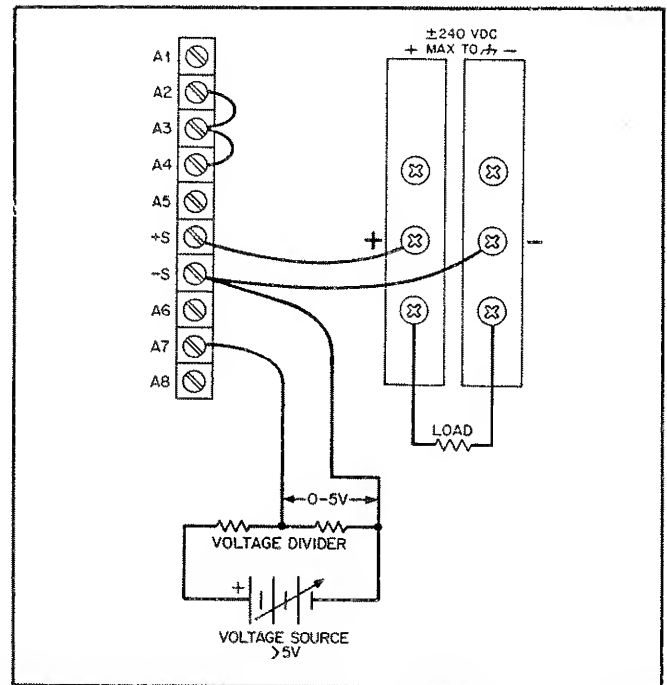 A1
A2
A3
A4
A5
+S
-S
A6
A7
A8
±240 VDC
+ MAX TO ⏚ -
+
-
LOAD
0-5V
VOLTAGE DIVIDER
+
VOLTAGE SOURCE
>5V